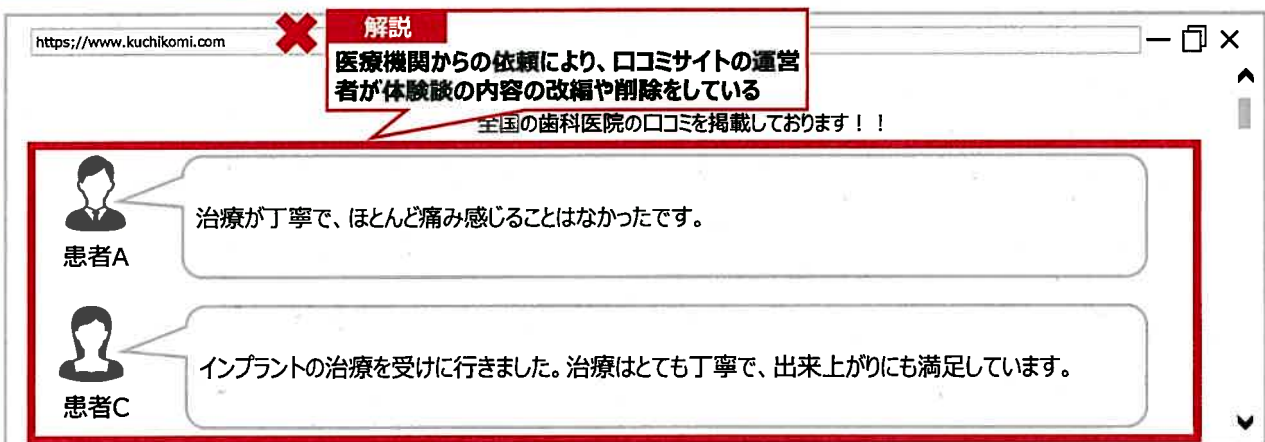 https://www.kuchikomi.com
解説
医療機関からの依頼により、口コミサイトの運営
者が体験談の内容の改編や削除をしている
全国の歯科医院の口コミを掲載しております！！
治療が丁寧で、ほとんど痛み感じることはなかったです。
患者A
インプラントの治療を受けに行きました。治療はとても丁寧で、出来上がりにも満足しています。
患者C